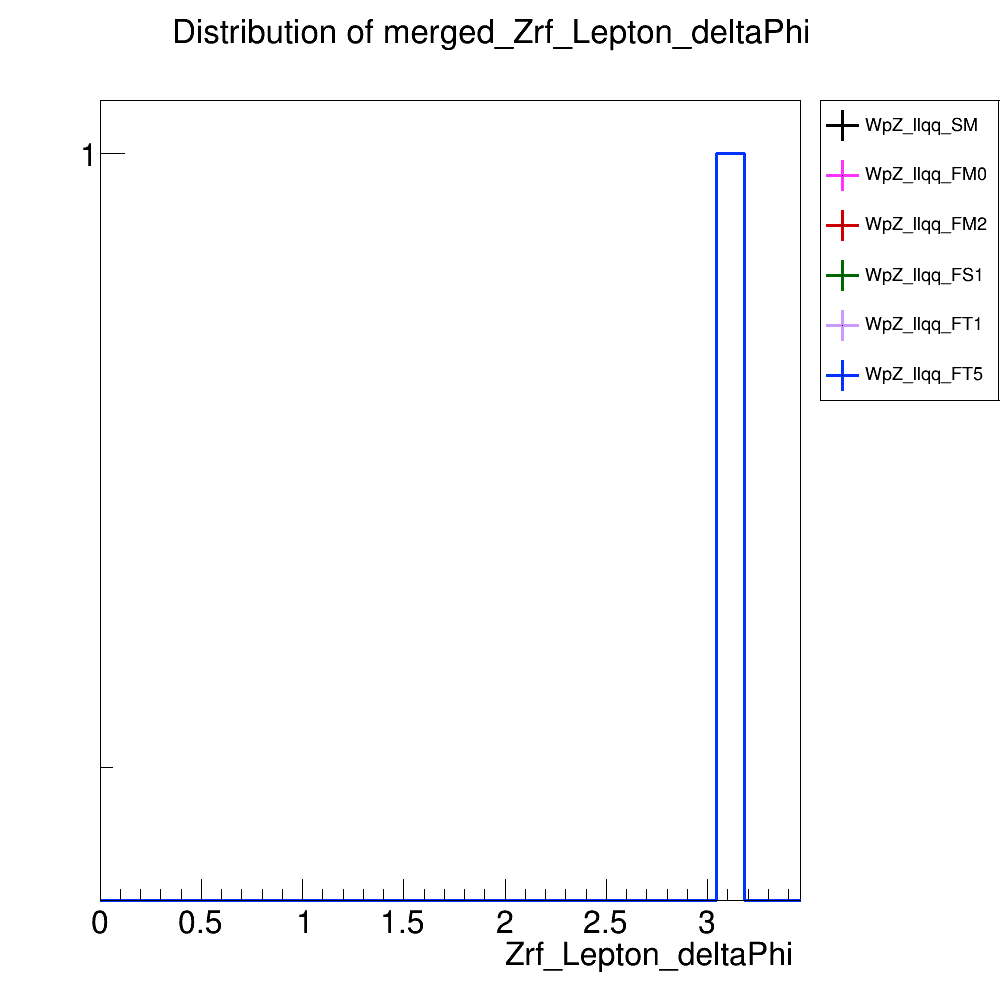 Distribution of merged_Zrf_Lepton_deltaPhi
1
WpZ_llqq_SM
WpZ_llqq_FM0
WpZ_llqq_FM2
WpZ_llqq_FS1
WpZ_llqq_FT1
WpZ_llqq_FT5
0 0.5 1 1.5 2 2.5 3
Zrf_Lepton_deltaPhi